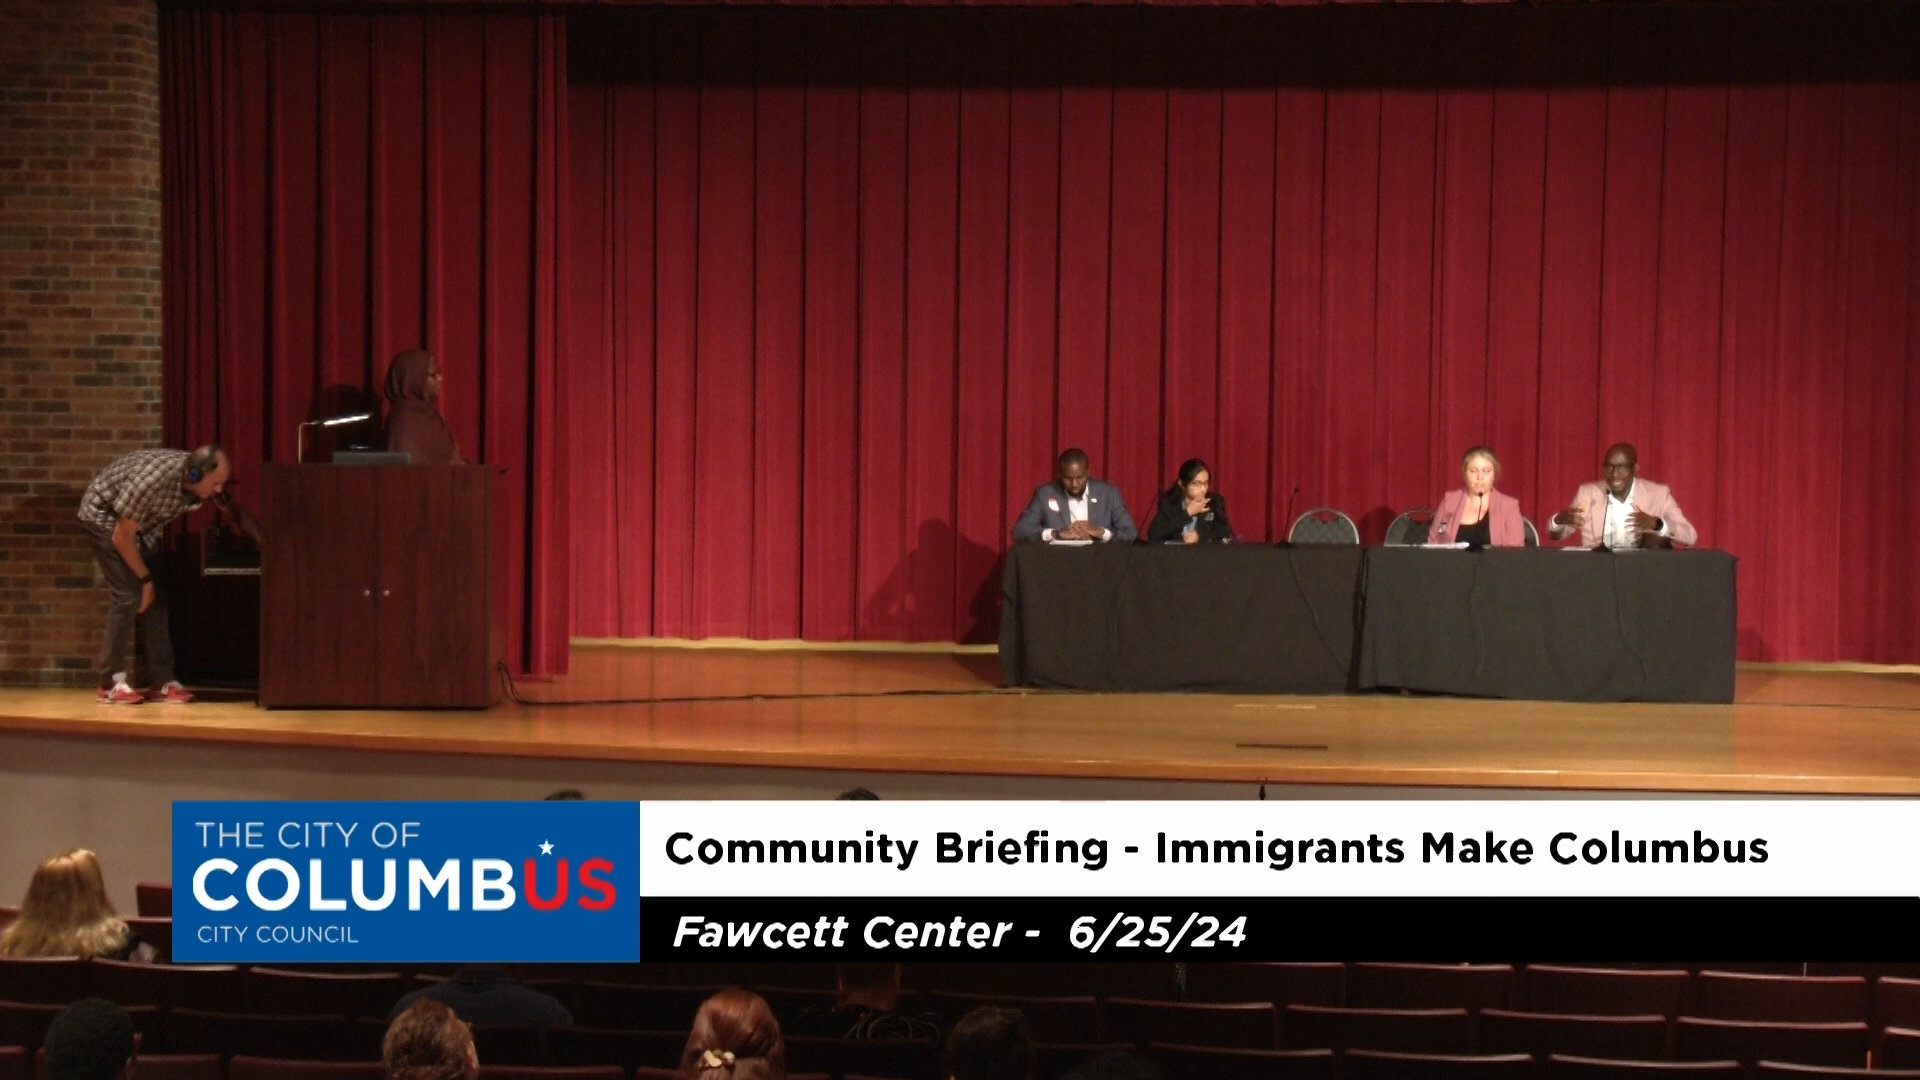 THE CITY OF
COLUMBUS
CITY COUNCIL
Community Briefing - Immigrants Make Columbus
Fawcett Center - 6/25/24